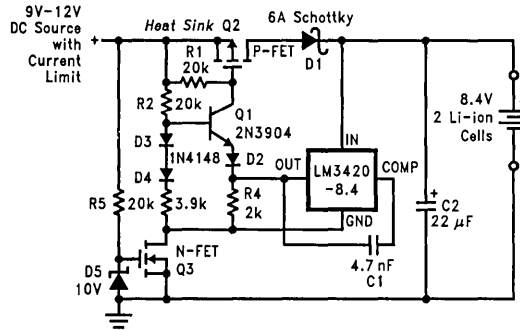 9V-12V
DC Source
with
Current
Limit
+
Heat Sink Q2
R1
20k
P-FET
6A Schottky
D1
R2
20k
Q1
2N3904
D3
1N4148
D2
D4
R5
20k
3.9k
R4
2k
OUT
IN
LM3420
-8.4
COMP
GND
4.7 nF
C1
+
C2
22 µF
8.4V
2 Li-ion
Cells
N-FET
Q3
D5
10V